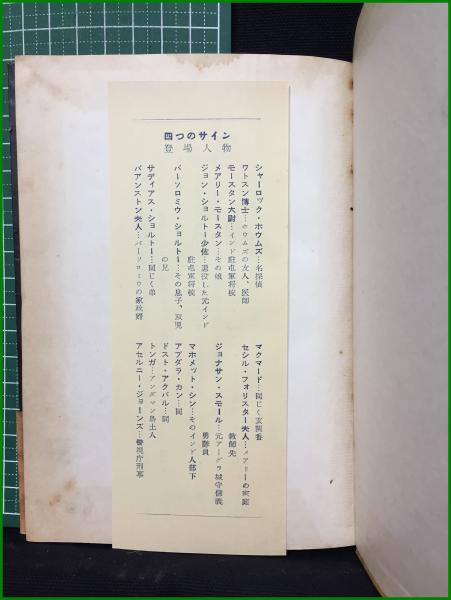 四つのサイン
登場人物
シャーロック・ホウムズ…名探偵
ワトスン博士…ホウムズの友人、医師
モースタン大尉…インド駐屯軍将校
メアリー・モースタン…その娘
ジョン・ショルトー少佐…退役した元インド
駐屯軍将校
バーソロミウ・ショルトー…その息子、双児
の兄
サディアス・ショルトー…同じく弟
バアンストン夫人…バーソロミウの家政婦
マクマード…同じく玄関番
セシル・フォリスター夫人…メアリーの家庭
教師先
ジョナサン・スモール…元アーグラ城守備義
勇隊員
マホメット・シン…そのインド人部下
アブダラ・カン…同
ドスト・アクバル…同
トンガ…アンダマン島土人
アセルニー・ジョーンズ…警視庁刑事